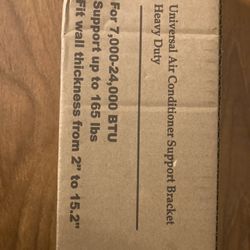 Universal Air Conditioner Support Bracket
Heavy Duty
For 7,000-24,000 BTU
Support up to 165 lbs
Fit wall thickness from 2" to 15.2"